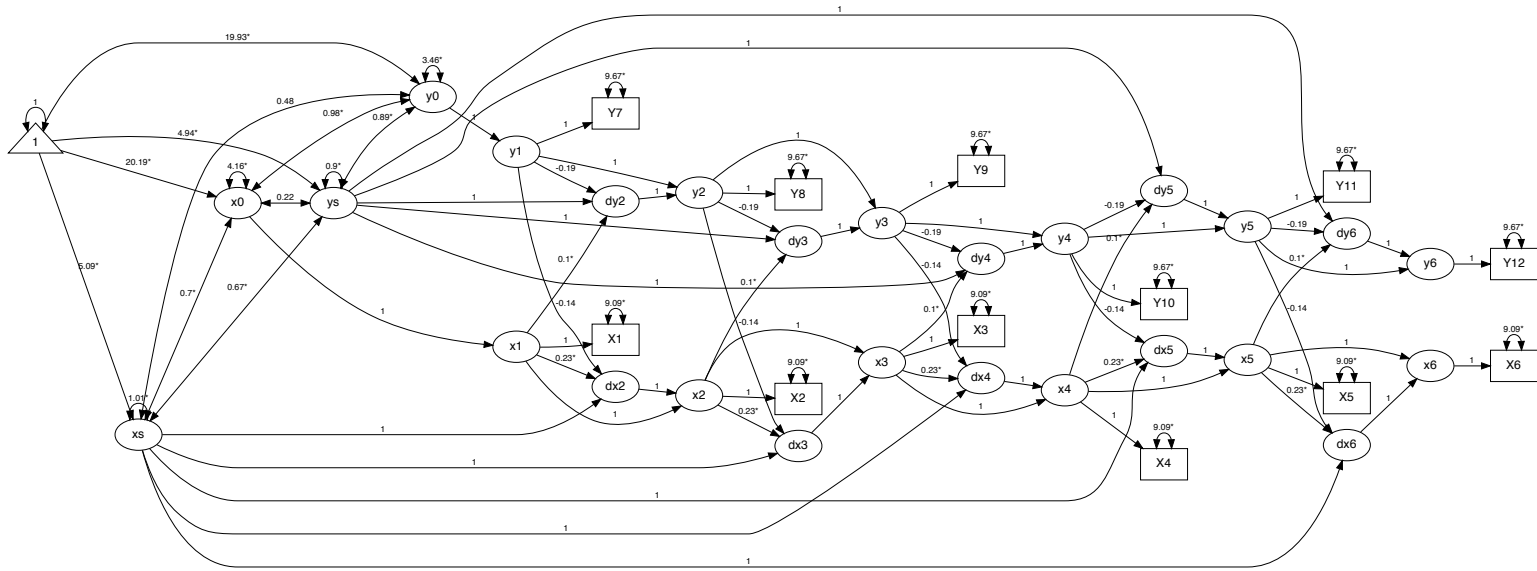 1
1
19.93*
3.46*
y0
9.67*
Y7
0.48
0.98*
0.89*
1
1
1
4.94*
20.19*
4.16*
x0
0.22
0.9*
ys
y1
1
1
-0.19
dy2
1
1
1
y2
1
9.67*
Y8
-0.19
dy3
1
1
9.67*
Y9
1
y3
1
-0.19
dy4
1
1
1
-0.14
y4
-0.19
0.1*
1
dy5
1
1
9.67*
Y10
-0.14
y5
1
9.67*
Y11
-0.19
dy6
1
0.1*
1
y6
1
9.67*
Y12
-0.14
5.09*
0.7*
0.67*
1
0.1*
-0.14
x1
1
9.09*
X1
0.23*
dx2
1
1
0.1*
-0.14
x2
1
1
9.09*
X2
0.23*
dx3
1
0.1*
x3
1
9.09*
X3
0.23*
dx4
1
1
x4
0.23*
dx5
1
1
1
9.09*
X4
x5
1
1
9.09*
X5
0.23*
dx6
1
x6
1
9.09*
X6
1.01*
xs
1
1
1
1
1